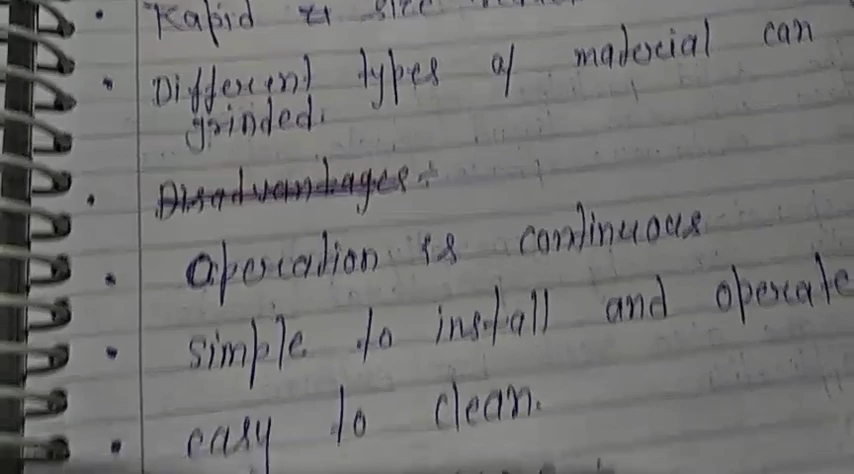 • Rapid
• Different types of material can
grinded.
• Disadvantages:-
• Operation is continuous
• simple to install and operate
• easy to clean.